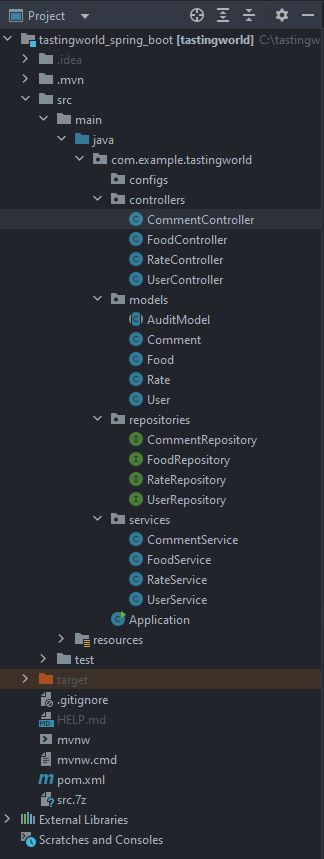 Project
tastingworld_spring_boot [tastingworld] C:\tastingw
.idea
.mvn
src
main
java
com.example.tastingworld
configs
controllers
CommentController
FoodController
RateController
UserController
models
AuditModel
Comment
Food
Rate
User
repositories
CommentRepository
FoodRepository
RateRepository
UserRepository
services
CommentService
FoodService
RateService
UserService
Application
resources
test
target
.gitignore
HELP.md
mvnw
mvnw.cmd
pom.xml
src.7z
External Libraries
Scratches and Consoles